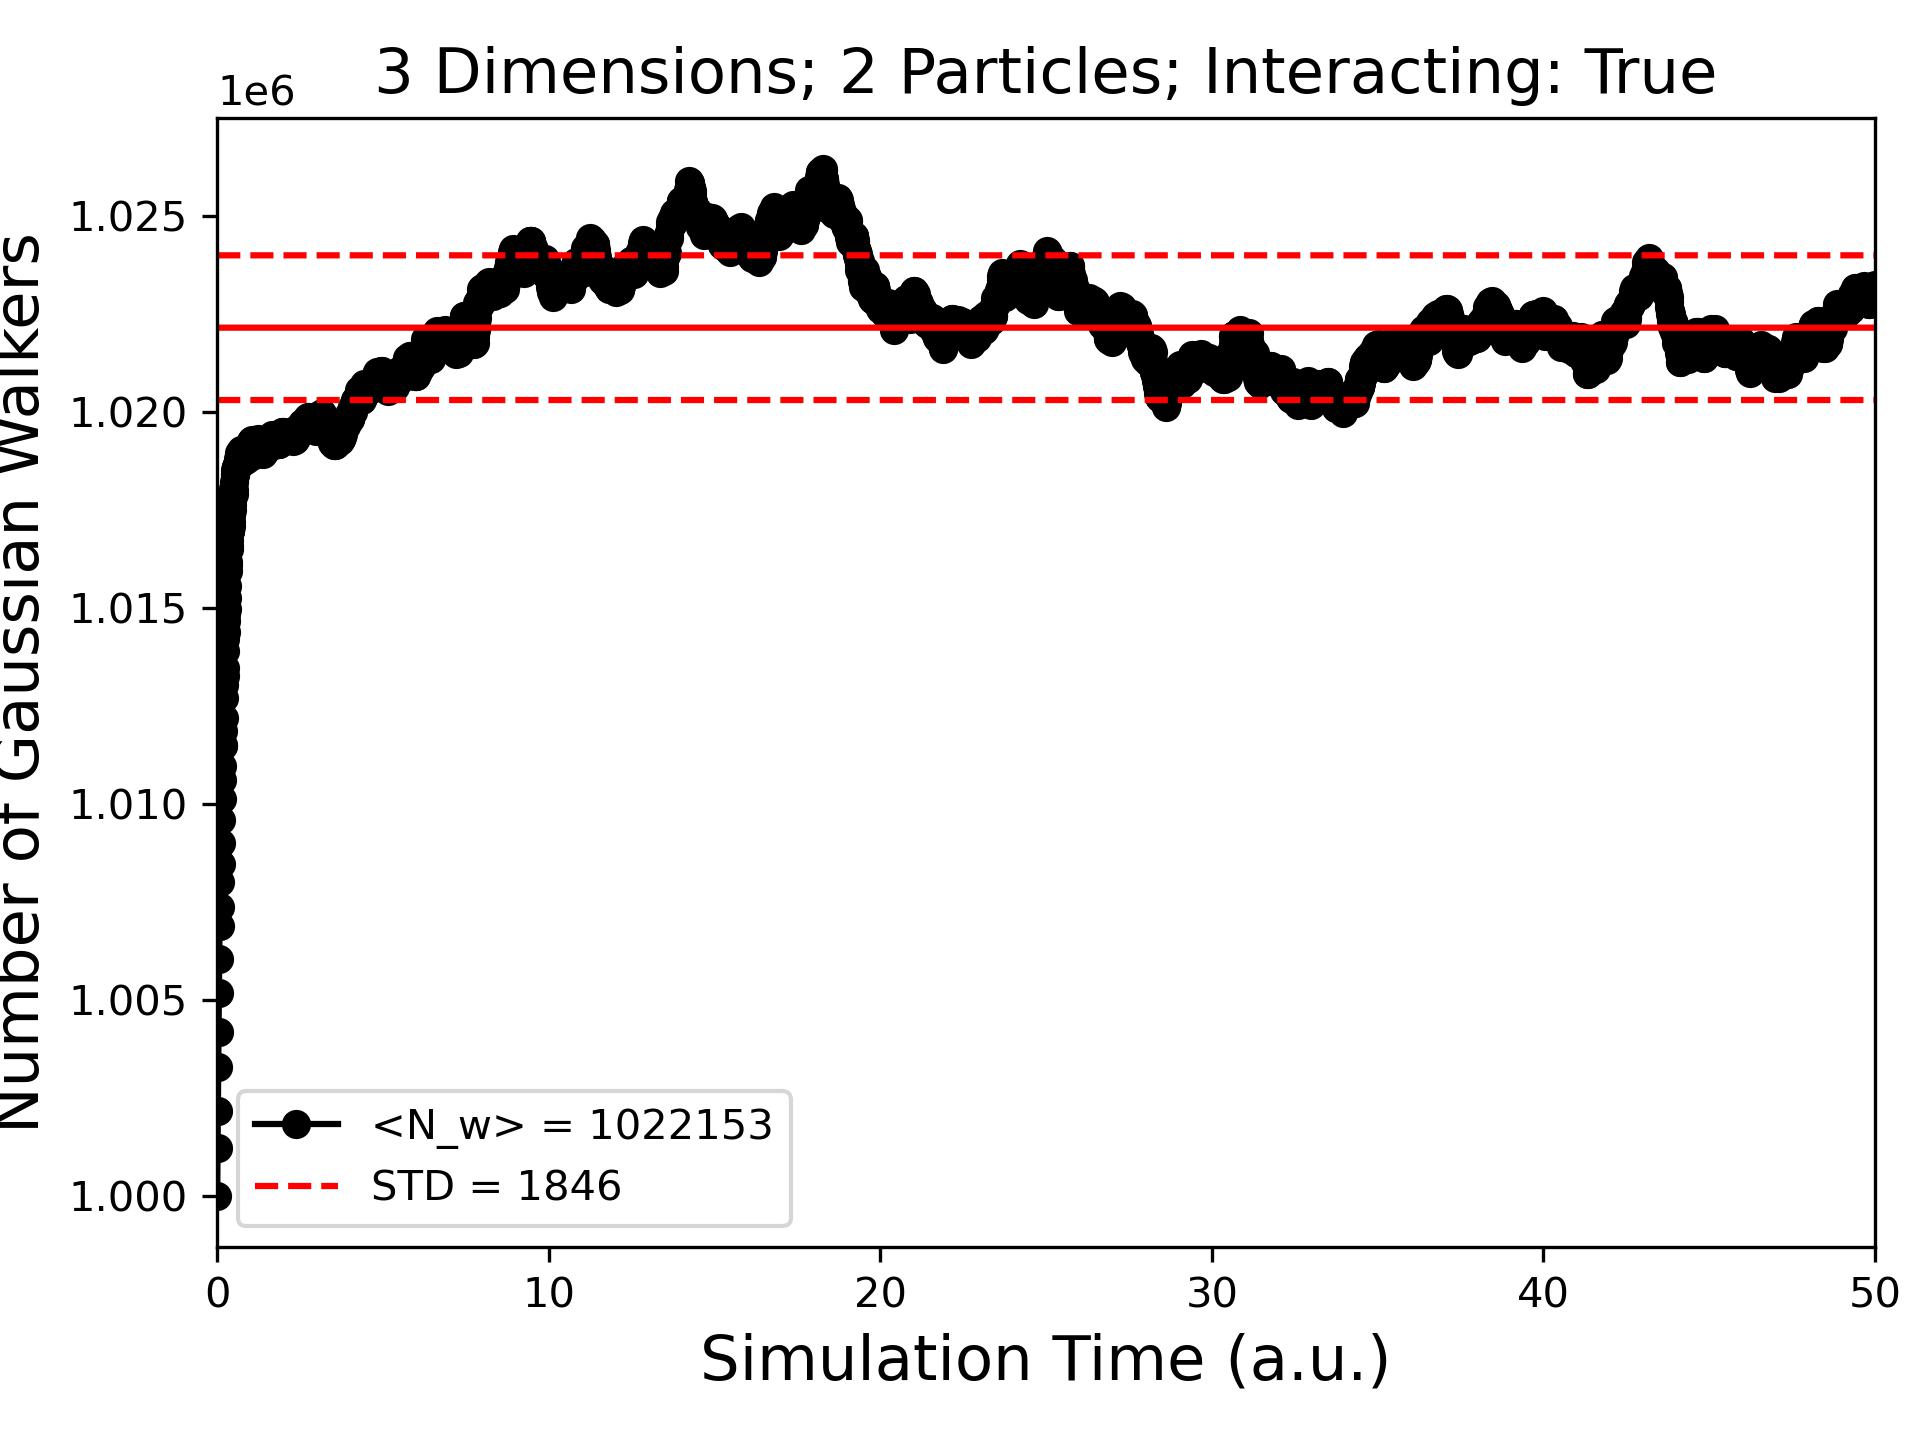 3 Dimensions; 2 Particles; Interacting: True
1e6
Number of Gaussian Walkers
1.025
1.020
1.015
1.010
1.005
1.000
<N_w> = 1022153
STD = 1846
0 10 20 30 40 50
Simulation Time (a.u.)